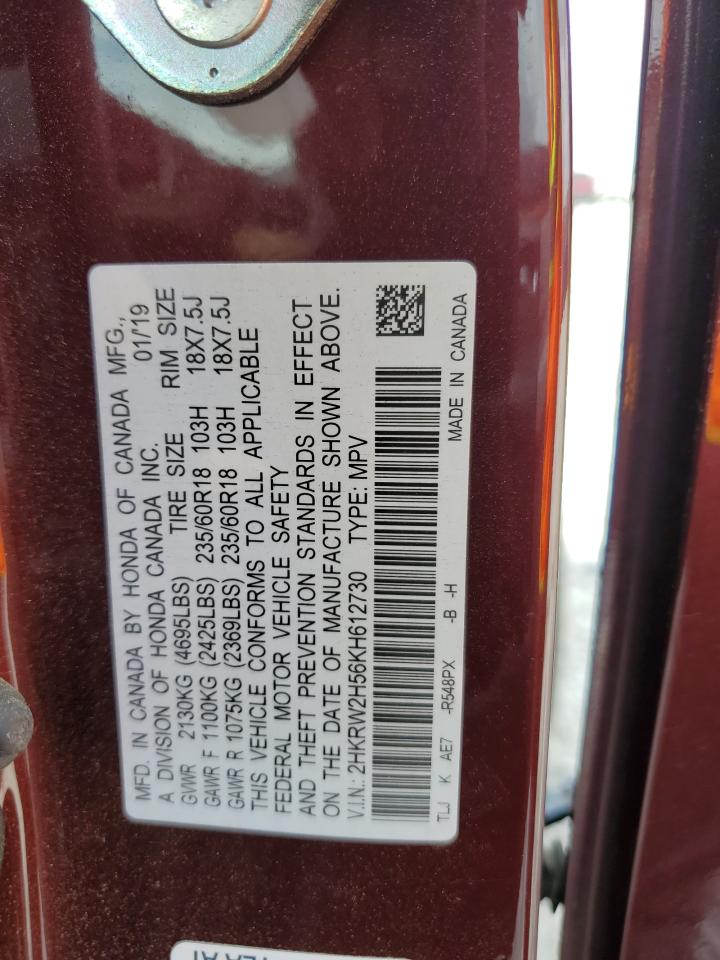 MFD. IN CANADA BY HONDA OF CANADA MFG.,
A DIVISION OF HONDA CANADA INC. 01/19
GVWR 2130KG (4695LBS) TIRE SIZE RIM SIZE
GAWR F 1100KG (2425LBS) 235/60R18 103H 18X7.5J
GAWR R 1075KG (2369LBS) 235/60R18 103H 18X7.5J
THIS VEHICLE CONFORMS TO ALL APPLICABLE
FEDERAL MOTOR VEHICLE SAFETY
AND THEFT PREVENTION STANDARDS IN EFFECT
ON THE DATE OF MANUFACTURE SHOWN ABOVE.
V.I.N.: 2HKRW2H56KH612730 TYPE: MPV
TLJ K AE7 -R548PX -B -H MADE IN CANADA